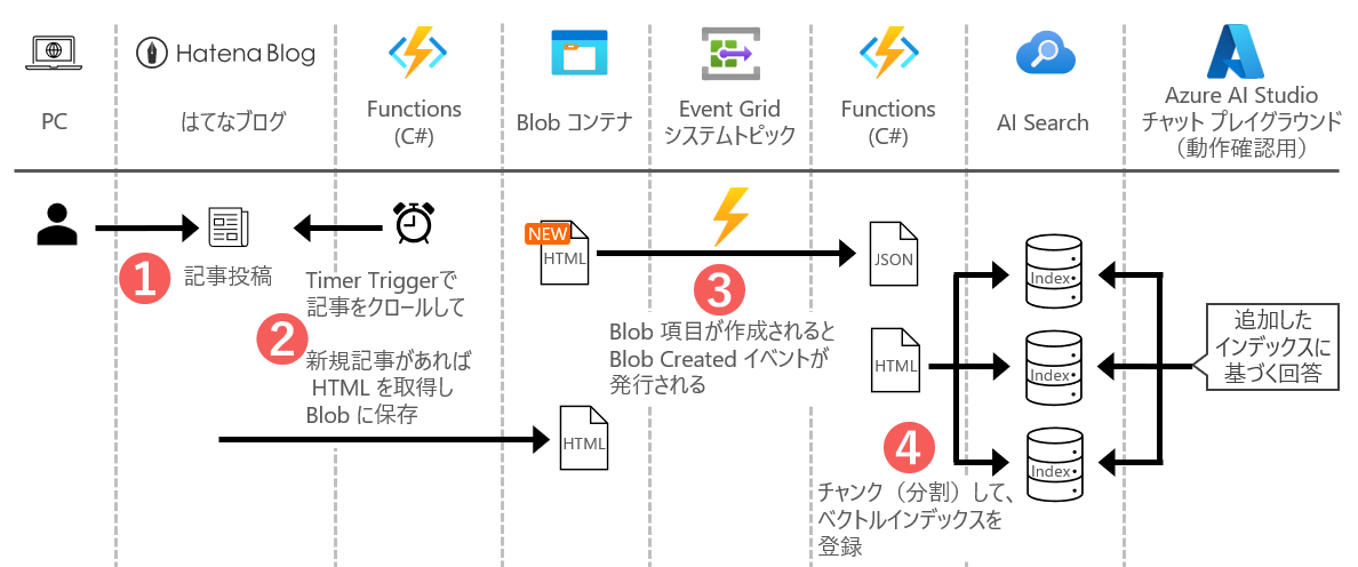 Hatena Blog
PC
はてなブログ
Functions
(C#)
Blob コンテナ
Event Grid
システムトピック
Functions
(C#)
AI Search
Azure AI Studio
チャット プレイグラウンド
（動作確認用）
1
記事投稿
Timer Triggerで
記事をクロールして
2
新規記事があれば
HTML を取得し
Blob に保存
NEW
HTML
HTML
3
Blob 項目が作成されると
Blob Created イベントが
発行される
JSON
HTML
4
チャンク（分割）して、
ベクトルインデックスを
登録
Index
Index
Index
追加した
インデックスに
基づく回答